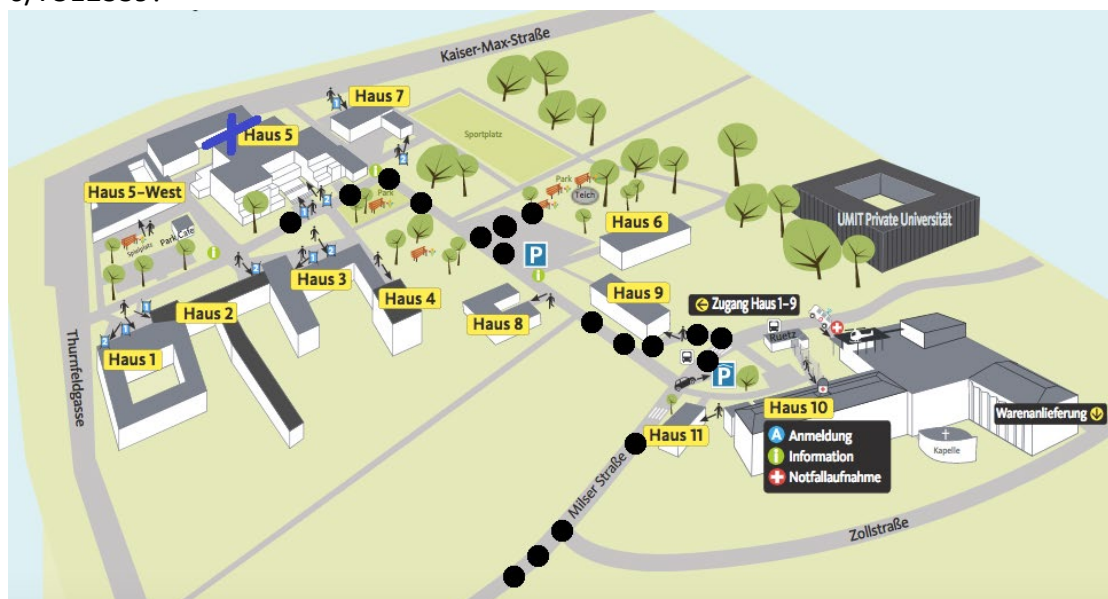 Kaiser-Max-Straße
Haus 7
Haus 5
Sportplatz
Haus 5-West
Park
Park
Teich
UMIT Private Universität
Haus 6
Spielplatz
Park Cafe
P
Haus 3
Haus 4
Haus 2
Haus 9
Zugang Haus 1-9
Haus 8
Haus 1
Ruetz
P
Thurnfeldgasse
Haus 10
Haus 11
Warenanlieferung
A Anmeldung
i Information
Notfallaufnahme
Kapelle
Milser Straße
Zollstraße